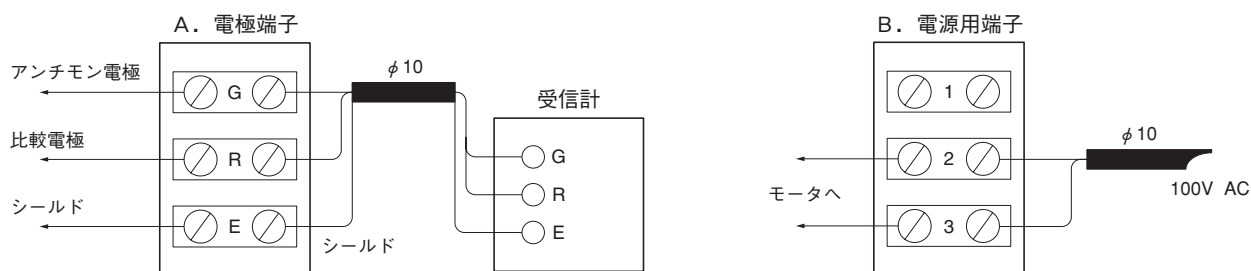 A．電極端子
アンチモン電極
G
φ10
比較電極
R
シールド
E
シールド
受信計
G
R
E
B．電源用端子
1
2
φ10
モータへ
100V AC
3